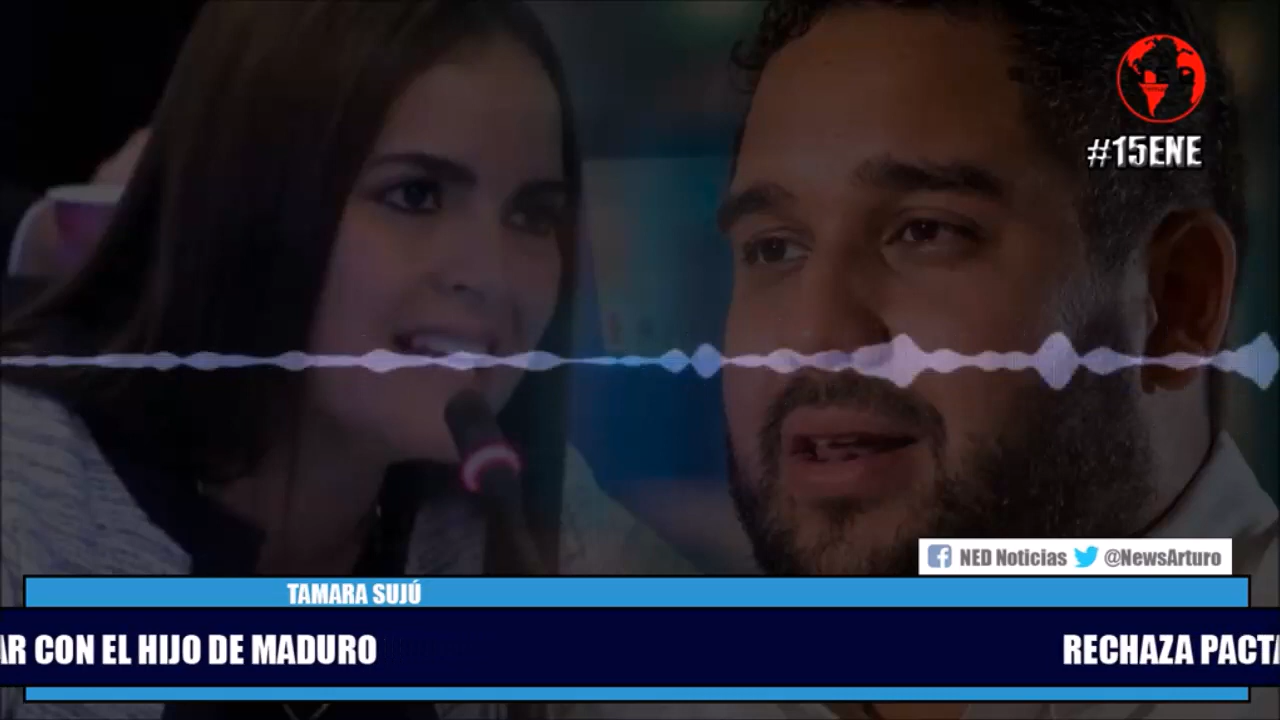 #15ENE
NED Noticias @NewsArturo
TAMARA SUJÚ
AR CON EL HIJO DE MADURO RECHAZA PACTA